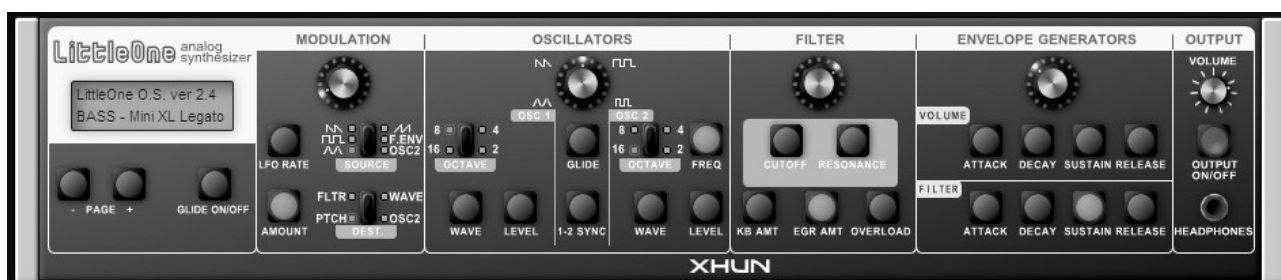 LittleOne analog synthesizer
LittleOne O.S. ver 2.4
BASS - Mini XL Legato
- PAGE +
GLIDE ON/OFF
MODULATION
LFO RATE
F.ENV
OSC2
SOURCE
AMOUNT
FLTR
WAVE
PTCH
OSC2
DEST.
OSCILLATORS
OSC 1
OSC 2
8 4
16 2
OCTAVE
GLIDE
8 4
16 2
OCTAVE
FREQ
WAVE
LEVEL
1-2 SYNC
WAVE
LEVEL
FILTER
CUTOFF
RESONANCE
KB AMT
EGR AMT
OVERLOAD
ENVELOPE GENERATORS
VOLUME
ATTACK
DECAY
SUSTAIN
RELEASE
FILTER
ATTACK
DECAY
SUSTAIN
RELEASE
OUTPUT
VOLUME
OUTPUT
ON/OFF
HEADPHONES
XHUN